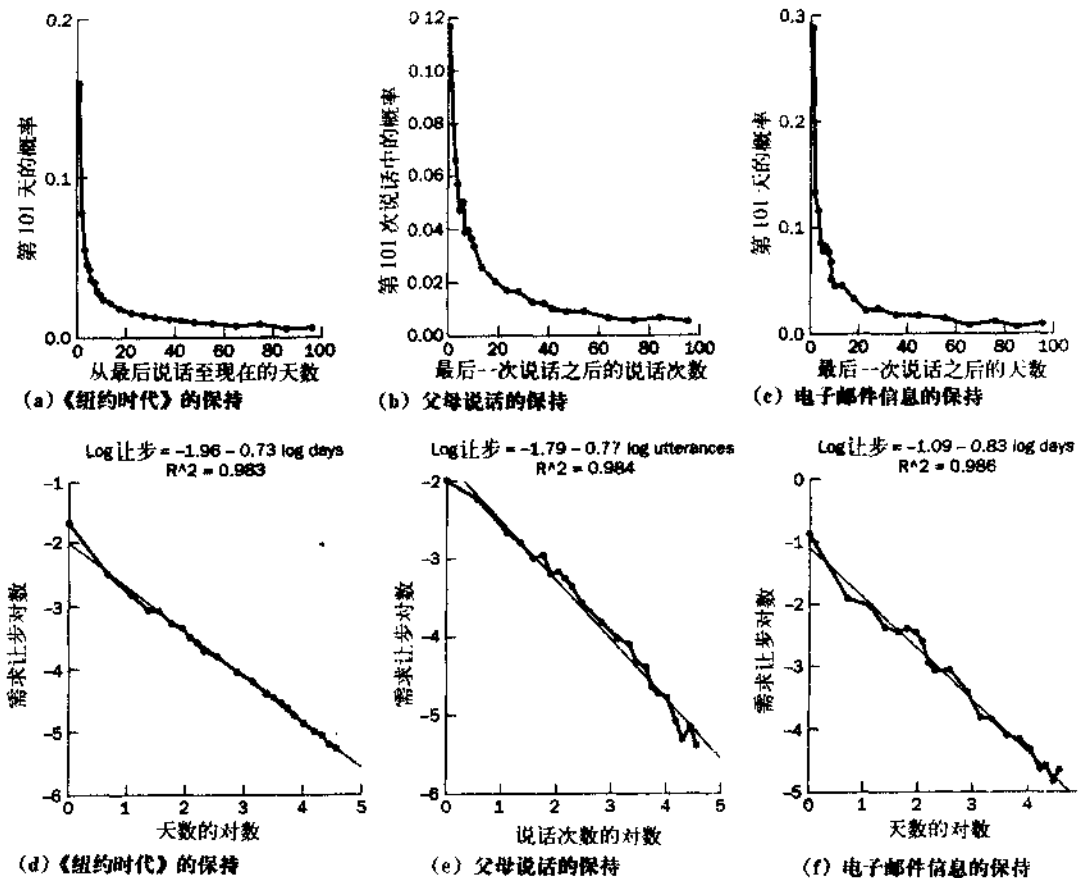 0.2
0.1
0.0
0 20 40 60 80 100
第 101 天的概率
从最后说话至现在的天数
(a)《纽约时代》的保持
0.12
0.10
0.08
0.06
0.04
0.02
0.00
0 20 40 60 80 100
第 101 次说话中的概率
最后一次说话之后的说话次数
(b) 父母说话的保持
0.3
0.2
0.1
0.0
0 20 40 60 80 100
第 101 天的概率
最后一次说话之后的天数
(c) 电子邮件信息的保持
Log让步 = –1.96 – 0.73 log days
R^2 = 0.983
–1
–2
–3
–4
–5
–6
0 1 2 3 4 5
需求让步对数
天数的对数
(d)《纽约时代》的保持
Log让步 = –1.79 – 0.77 log utterances
R^2 = 0.984
–2
–3
–4
–5
–6
0 1 2 3 4 5
需求让步对数
说话次数的对数
(e) 父母说话的保持
Log让步 = –1.09 – 0.83 log days
R^2 = 0.986
0
–1
–2
–3
–4
–5
0 1 2 3 4
需求让步对数
天数的对数
(f) 电子邮件信息的保持